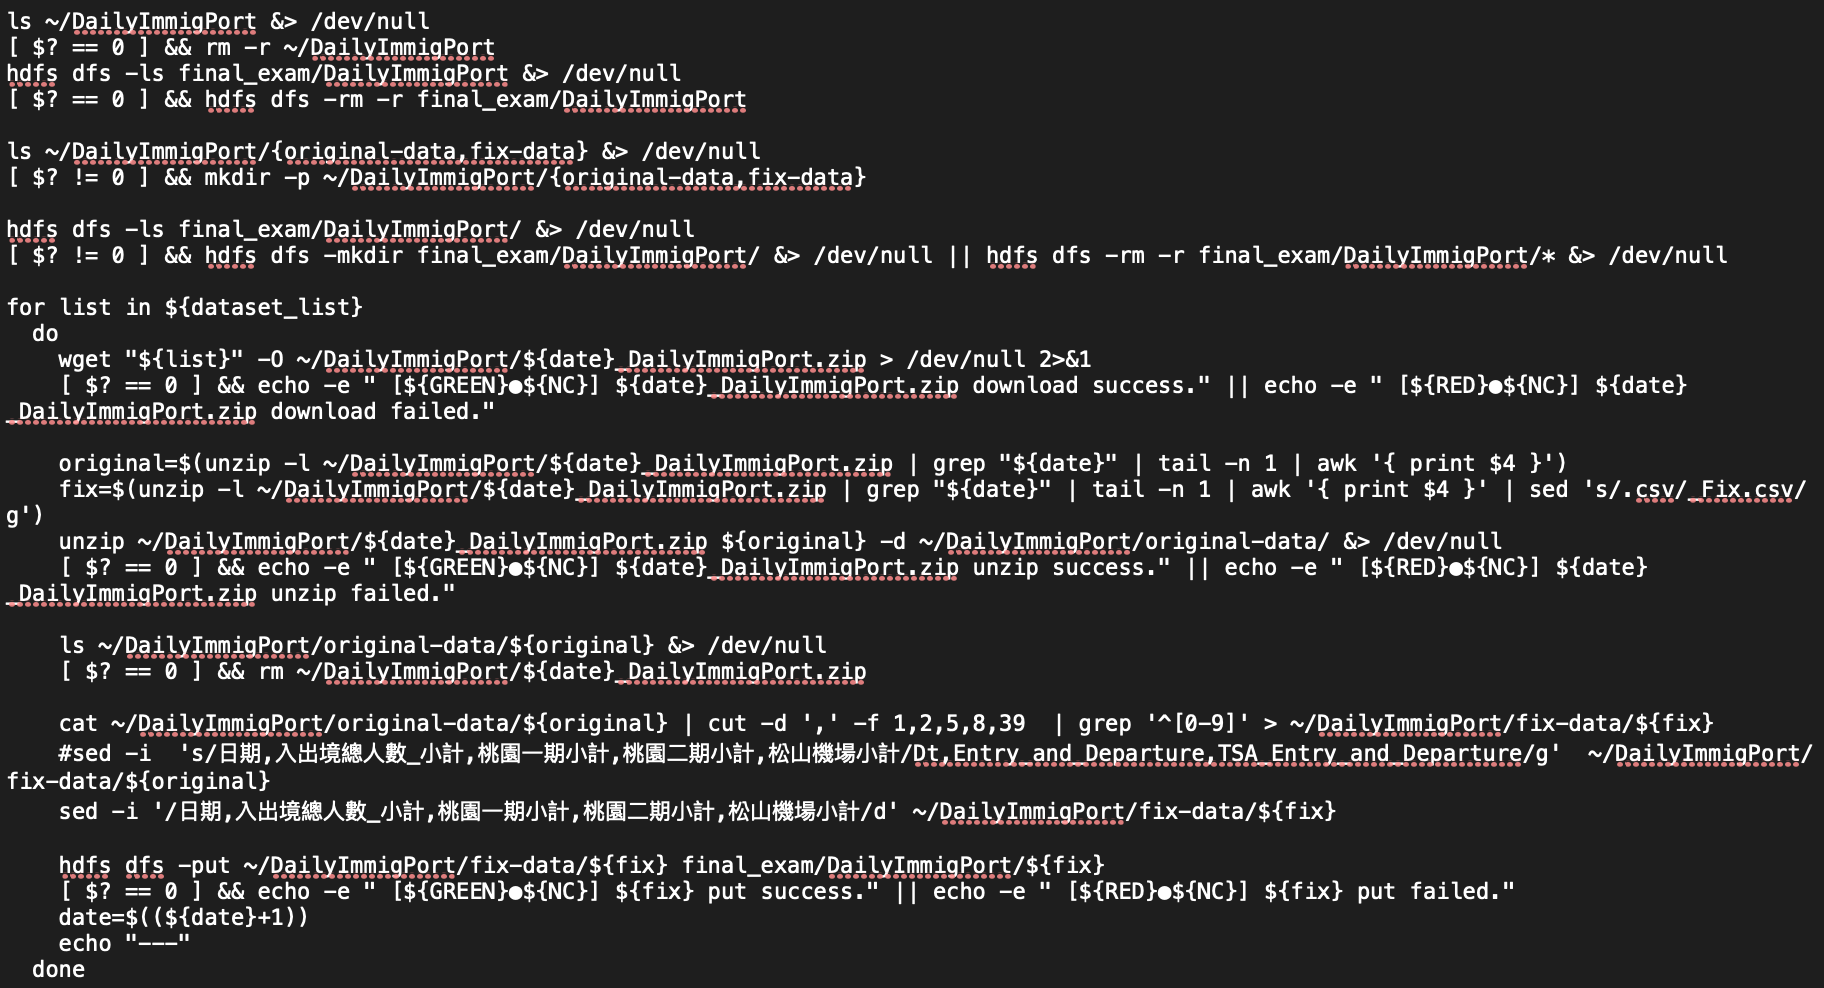 ls ~/DailyImmigPort &> /dev/null
[ $? == 0 ] && rm -r ~/DailyImmigPort
hdfs dfs -ls final_exam/DailyImmigPort &> /dev/null
[ $? == 0 ] && hdfs dfs -rm -r final_exam/DailyImmigPort

ls ~/DailyImmigPort/{original-data,fix-data} &> /dev/null
[ $? != 0 ] && mkdir -p ~/DailyImmigPort/{original-data,fix-data}

hdfs dfs -ls final_exam/DailyImmigPort/ &> /dev/null
[ $? != 0 ] && hdfs dfs -mkdir final_exam/DailyImmigPort/ &> /dev/null || hdfs dfs -rm -r final_exam/DailyImmigPort/* &> /dev/null

for list in ${dataset_list}
  do
    wget "${list}" -O ~/DailyImmigPort/${date}_DailyImmigPort.zip > /dev/null 2>&1
    [ $? == 0 ] && echo -e " [${GREEN}●${NC}] ${date}_DailyImmigPort.zip download success." || echo -e " [${RED}●${NC}] ${date}
_DailyImmigPort.zip download failed."

    original=$(unzip -l ~/DailyImmigPort/${date}_DailyImmigPort.zip | grep "${date}" | tail -n 1 | awk '{ print $4 }')
    fix=$(unzip -l ~/DailyImmigPort/${date}_DailyImmigPort.zip | grep "${date}" | tail -n 1 | awk '{ print $4 }' | sed 's/.csv/_Fix.csv/
g')
    unzip ~/DailyImmigPort/${date}_DailyImmigPort.zip ${original} -d ~/DailyImmigPort/original-data/ &> /dev/null
    [ $? == 0 ] && echo -e " [${GREEN}●${NC}] ${date}_DailyImmigPort.zip unzip success." || echo -e " [${RED}●${NC}] ${date}
_DailyImmigPort.zip unzip failed."

    ls ~/DailyImmigPort/original-data/${original} &> /dev/null
    [ $? == 0 ] && rm ~/DailyImmigPort/${date}_DailyImmigPort.zip

    cat ~/DailyImmigPort/original-data/${original} | cut -d ',' -f 1,2,5,8,39  | grep '^[0-9]' > ~/DailyImmigPort/fix-data/${fix}
    #sed -i  's/日期,入出境總人數_小計,桃園一期小計,桃園二期小計,松山機場小計/Dt,Entry_and_Departure,TSA_Entry_and_Departure/g'  ~/DailyImmigPort/
fix-data/${original}
    sed -i '/日期,入出境總人數_小計,桃園一期小計,桃園二期小計,松山機場小計/d' ~/DailyImmigPort/fix-data/${fix}

    hdfs dfs -put ~/DailyImmigPort/fix-data/${fix} final_exam/DailyImmigPort/${fix}
    [ $? == 0 ] && echo -e " [${GREEN}●${NC}] ${fix} put success." || echo -e " [${RED}●${NC}] ${fix} put failed."
    date=$((${date}+1))
    echo "---"
  done